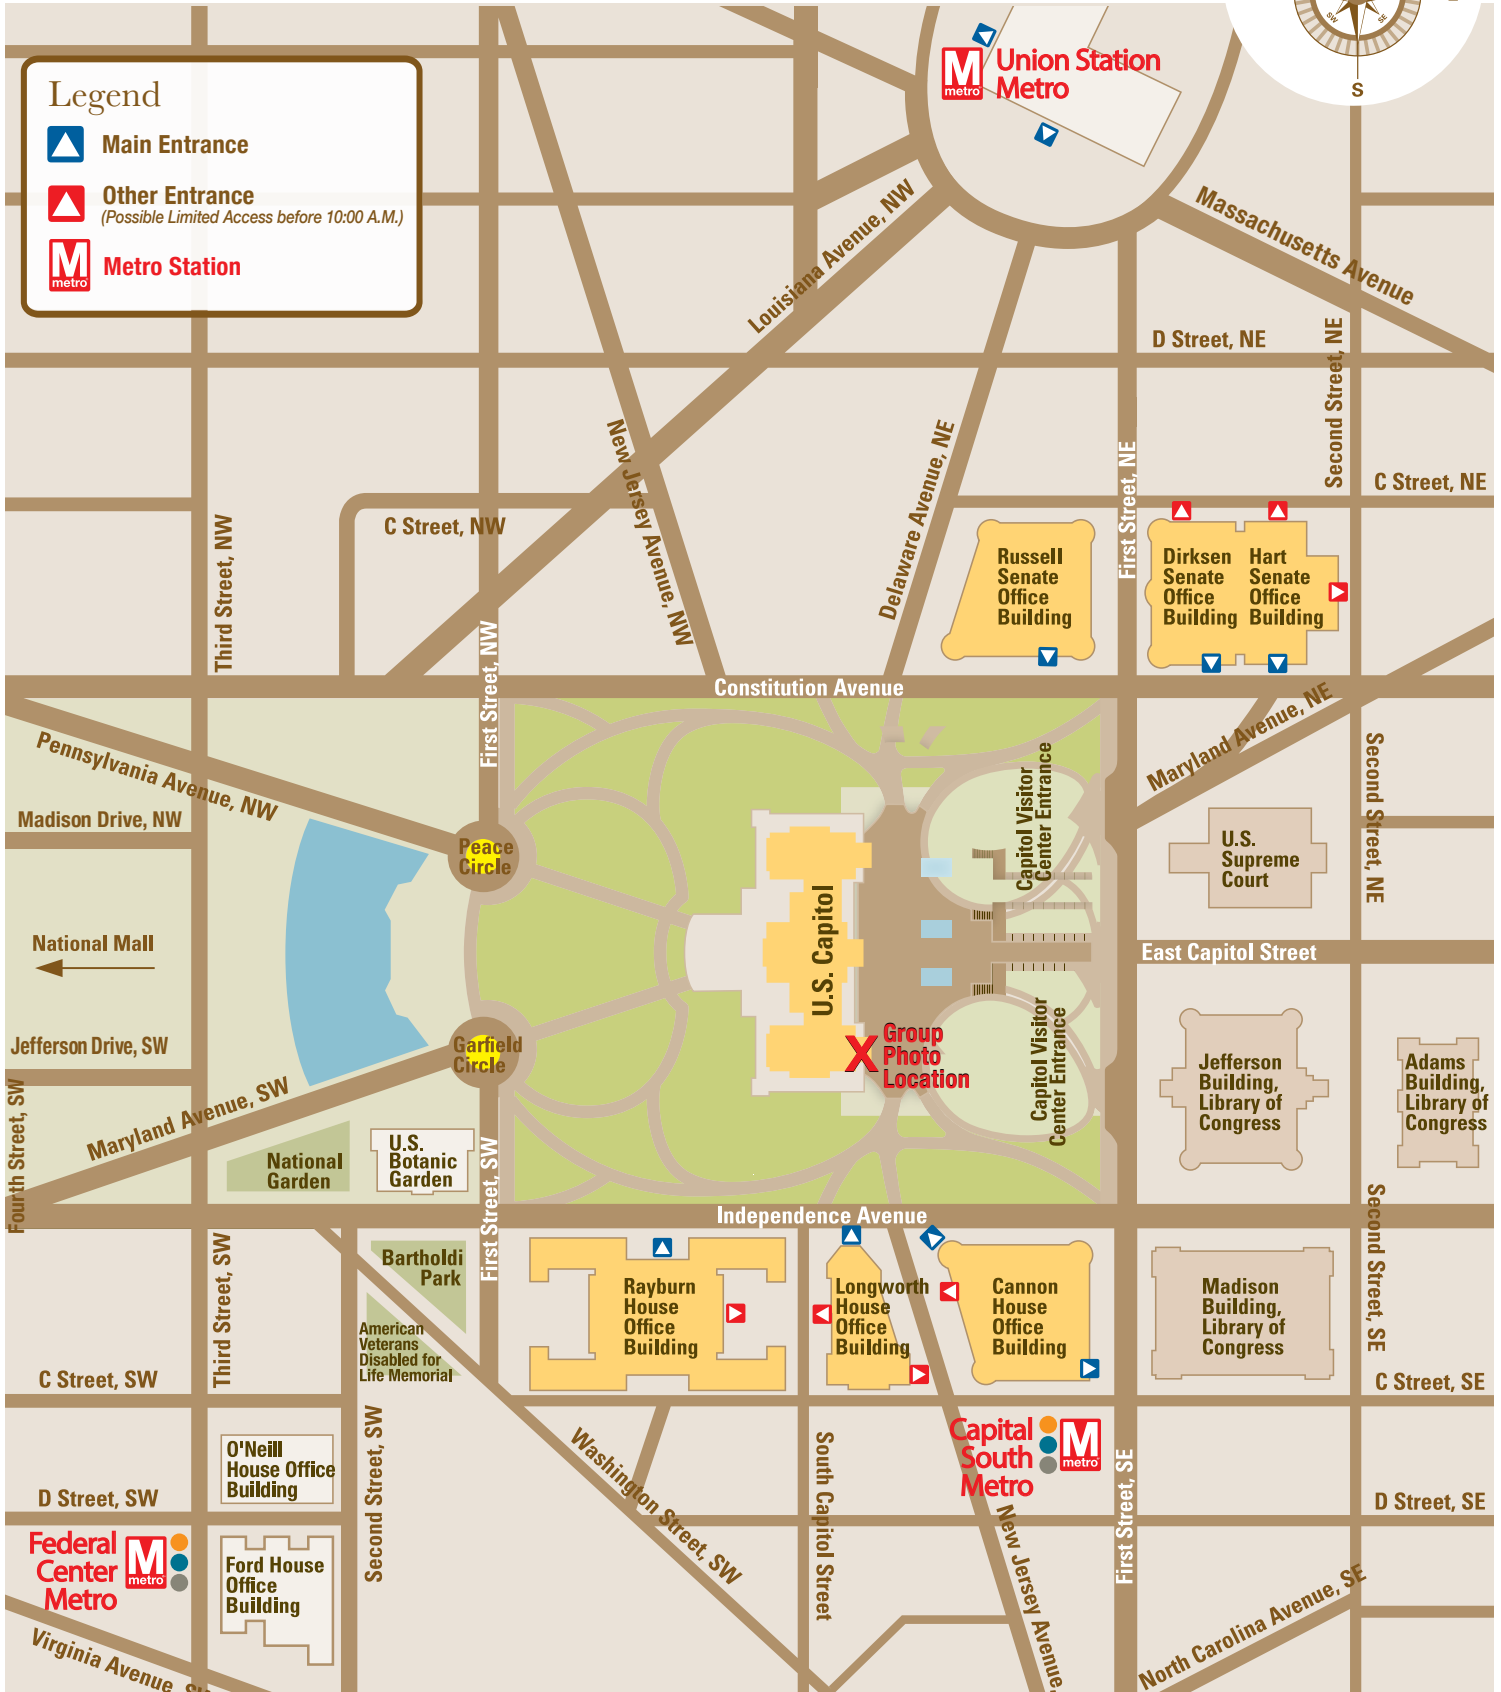 SW
SE
S
Legend
Main Entrance
Other Entrance
(Possible Limited Access before 10:00 A.M.)
M
metro
Metro Station
M
metro
Union Station
Metro
Massachusetts Avenue
Louisiana Avenue, NW
D Street, NE
Second Street, NE
New Jersey Avenue, NW
Delaware Avenue, NE
First Street, NE
C Street, NE
C Street, NW
Third Street, NW
Russell
Senate
Office
Building
Dirksen
Senate
Office
Building
Hart
Senate
Office
Building
First Street, NW
Constitution Avenue
Maryland Avenue, NE
Pennsylvania Avenue, NW
Madison Drive, NW
Peace
Circle
Capitol Visitor
Center Entrance
U.S.
Supreme
Court
Second Street, NE
U.S. Capitol
National Mall
East Capitol Street
Jefferson Drive, SW
Garfield
Circle
Group
Photo
Location
X
Capitol Visitor
Center Entrance
Jefferson
Building,
Library of
Congress
Adams
Building,
Library of
Congress
Fourth Street, SW
Maryland Avenue, SW
National
Garden
U.S.
Botanic
Garden
First Street, SW
Independence Avenue
Second Street, SE
Third Street, SW
Bartholdi
Park
American
Veterans
Disabled for
Life Memorial
Rayburn
House
Office
Building
Longworth
House
Office
Building
Cannon
House
Office
Building
Madison
Building,
Library of
Congress
C Street, SW
C Street, SE
Second Street, SW
Washington Street, SW
South Capitol Street
Capital
South
Metro
M
metro
First Street, SE
New Jersey Avenue,
O'Neill
House Office
Building
D Street, SW
D Street, SE
Federal
Center
Metro
M
metro
Ford House
Office
Building
Virginia Avenue,
North Carolina Avenue, SE